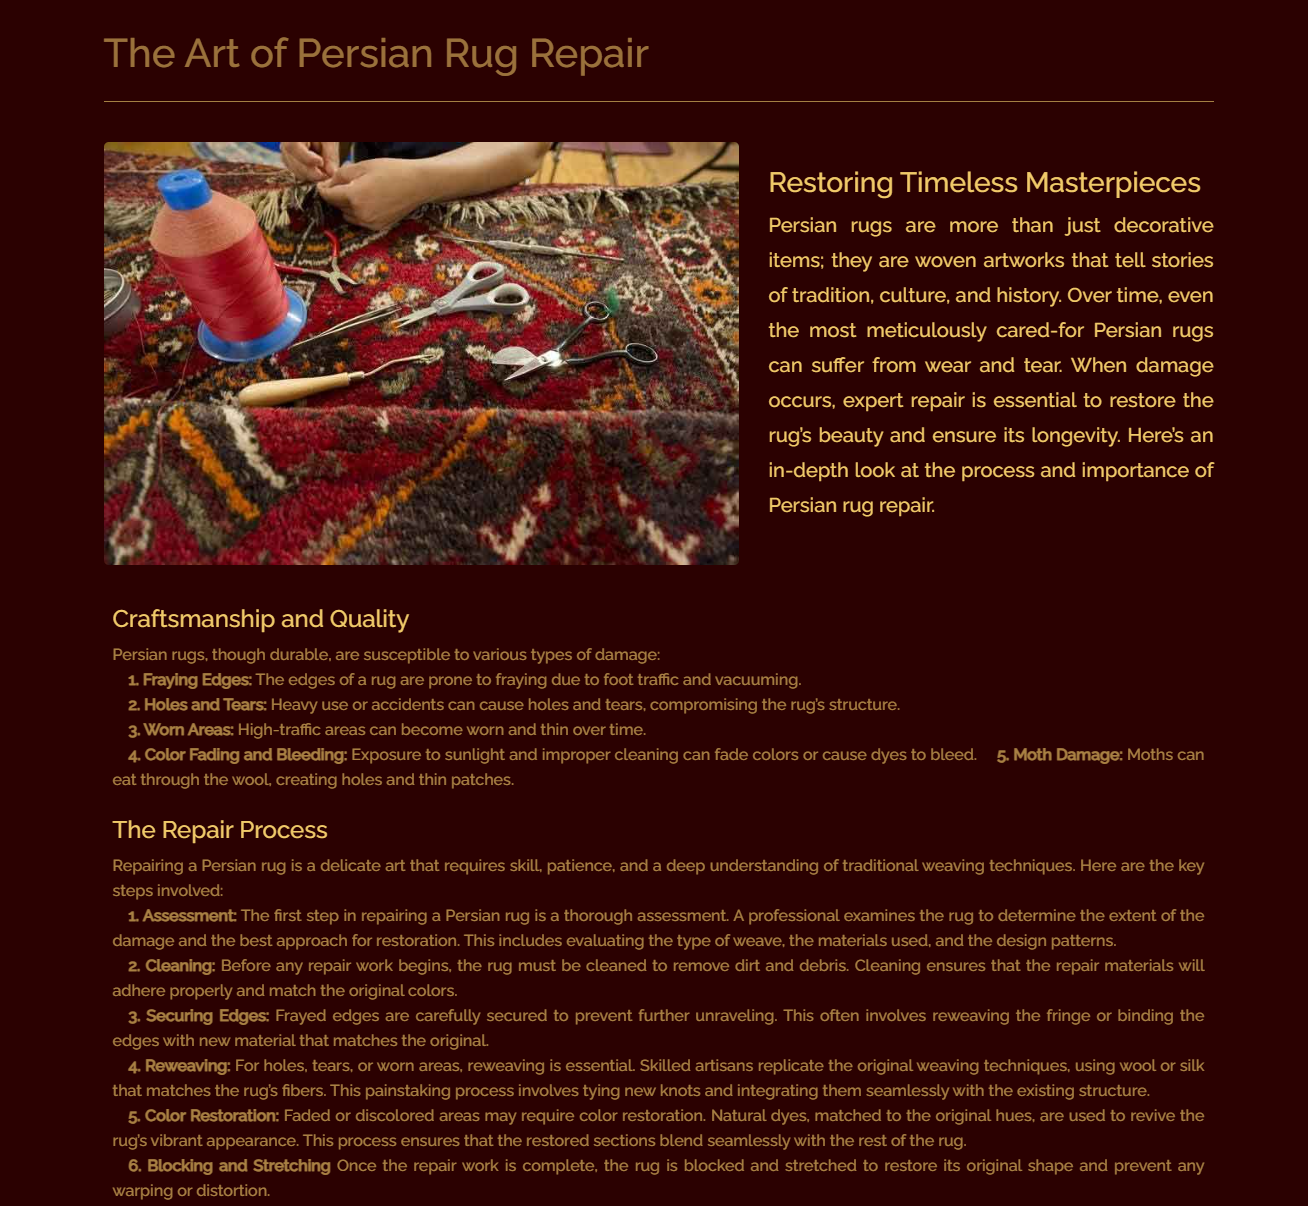 The Art of Persian Rug Repair
Restoring Timeless Masterpieces
Persian rugs are more than just decorative
items; they are woven artworks that tell stories
of tradition, culture, and history. Over time, even
the most meticulously cared-for Persian rugs
can suffer from wear and tear. When damage
occurs, expert repair is essential to restore the
rug’s beauty and ensure its longevity. Here’s an
in-depth look at the process and importance of
Persian rug repair.
Craftsmanship and Quality
Persian rugs, though durable, are susceptible to various types of damage:
1. Fraying Edges: The edges of a rug are prone to fraying due to foot traffic and vacuuming.
2. Holes and Tears: Heavy use or accidents can cause holes and tears, compromising the rug’s structure.
3. Worn Areas: High-traffic areas can become worn and thin over time.
4. Color Fading and Bleeding: Exposure to sunlight and improper cleaning can fade colors or cause dyes to bleed. 5. Moth Damage: Moths can
eat through the wool, creating holes and thin patches.
The Repair Process
Repairing a Persian rug is a delicate art that requires skill, patience, and a deep understanding of traditional weaving techniques. Here are the key
steps involved:
1. Assessment: The first step in repairing a Persian rug is a thorough assessment. A professional examines the rug to determine the extent of the
damage and the best approach for restoration. This includes evaluating the type of weave, the materials used, and the design patterns.
2. Cleaning: Before any repair work begins, the rug must be cleaned to remove dirt and debris. Cleaning ensures that the repair materials will
adhere properly and match the original colors.
3. Securing Edges: Frayed edges are carefully secured to prevent further unraveling. This often involves reweaving the fringe or binding the
edges with new material that matches the original.
4. Reweaving: For holes, tears, or worn areas, reweaving is essential. Skilled artisans replicate the original weaving techniques, using wool or silk
that matches the rug’s fibers. This painstaking process involves tying new knots and integrating them seamlessly with the existing structure.
5. Color Restoration: Faded or discolored areas may require color restoration. Natural dyes, matched to the original hues, are used to revive the
rug’s vibrant appearance. This process ensures that the restored sections blend seamlessly with the rest of the rug.
6. Blocking and Stretching Once the repair work is complete, the rug is blocked and stretched to restore its original shape and prevent any
warping or distortion.